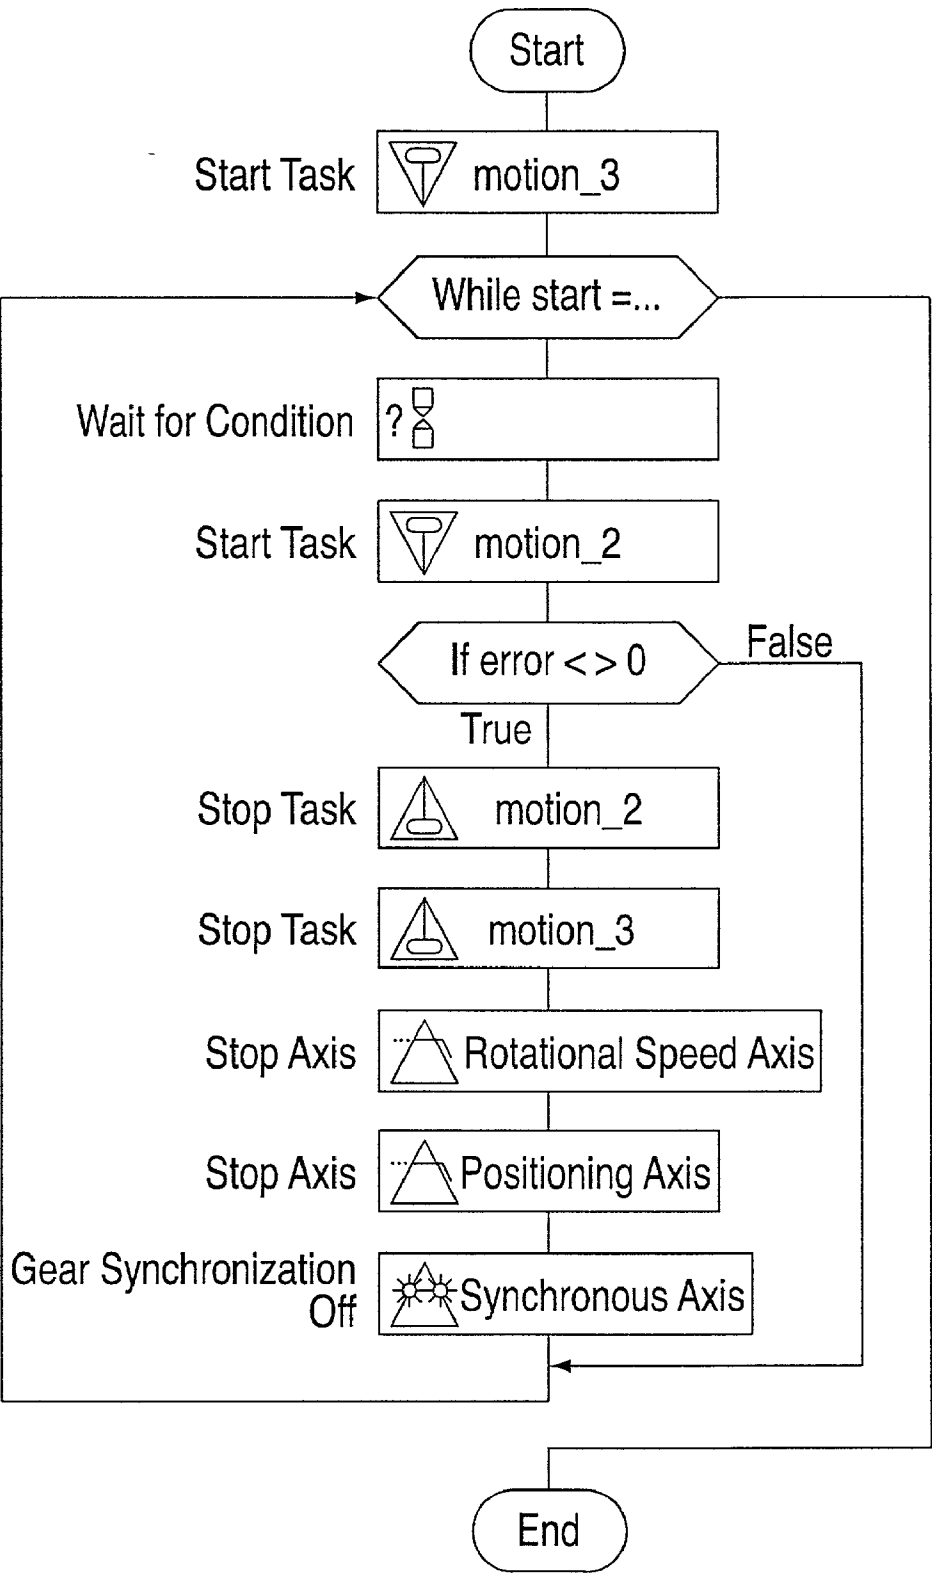 Start
Start Task
motion_3
While start =...
Wait for Condition
?
Start Task
motion_2
If error < > 0
False
True
Stop Task
motion_2
Stop Task
motion_3
Stop Axis
Rotational Speed Axis
Stop Axis
Positioning Axis
Gear Synchronization
Off
Synchronous Axis
End